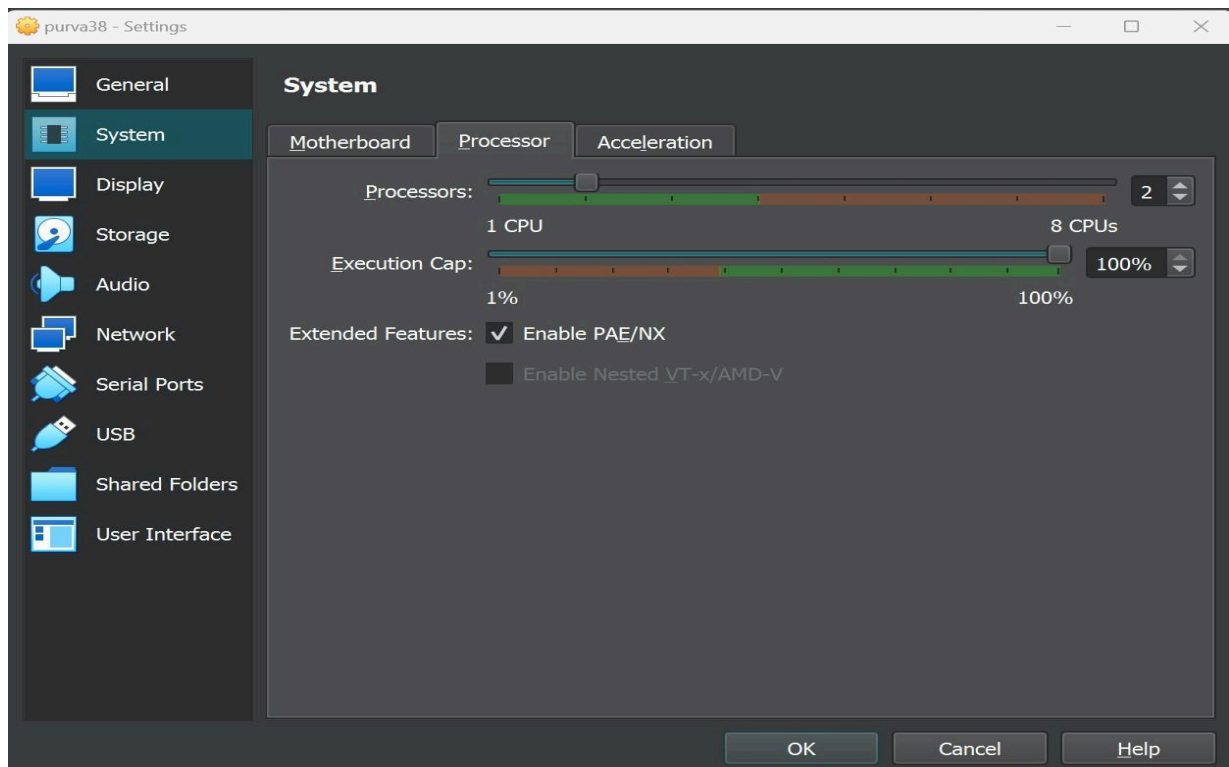 purva38 - Settings
General
System
Display
Storage
Audio
Network
Serial Ports
USB
Shared Folders
User Interface
System
Motherboard Processor Acceleration
Processors: 2
1 CPU 8 CPUs
Execution Cap: 100%
1% 100%
Extended Features: Enable PAE/NX
Enable Nested VT-x/AMD-V
OK Cancel Help